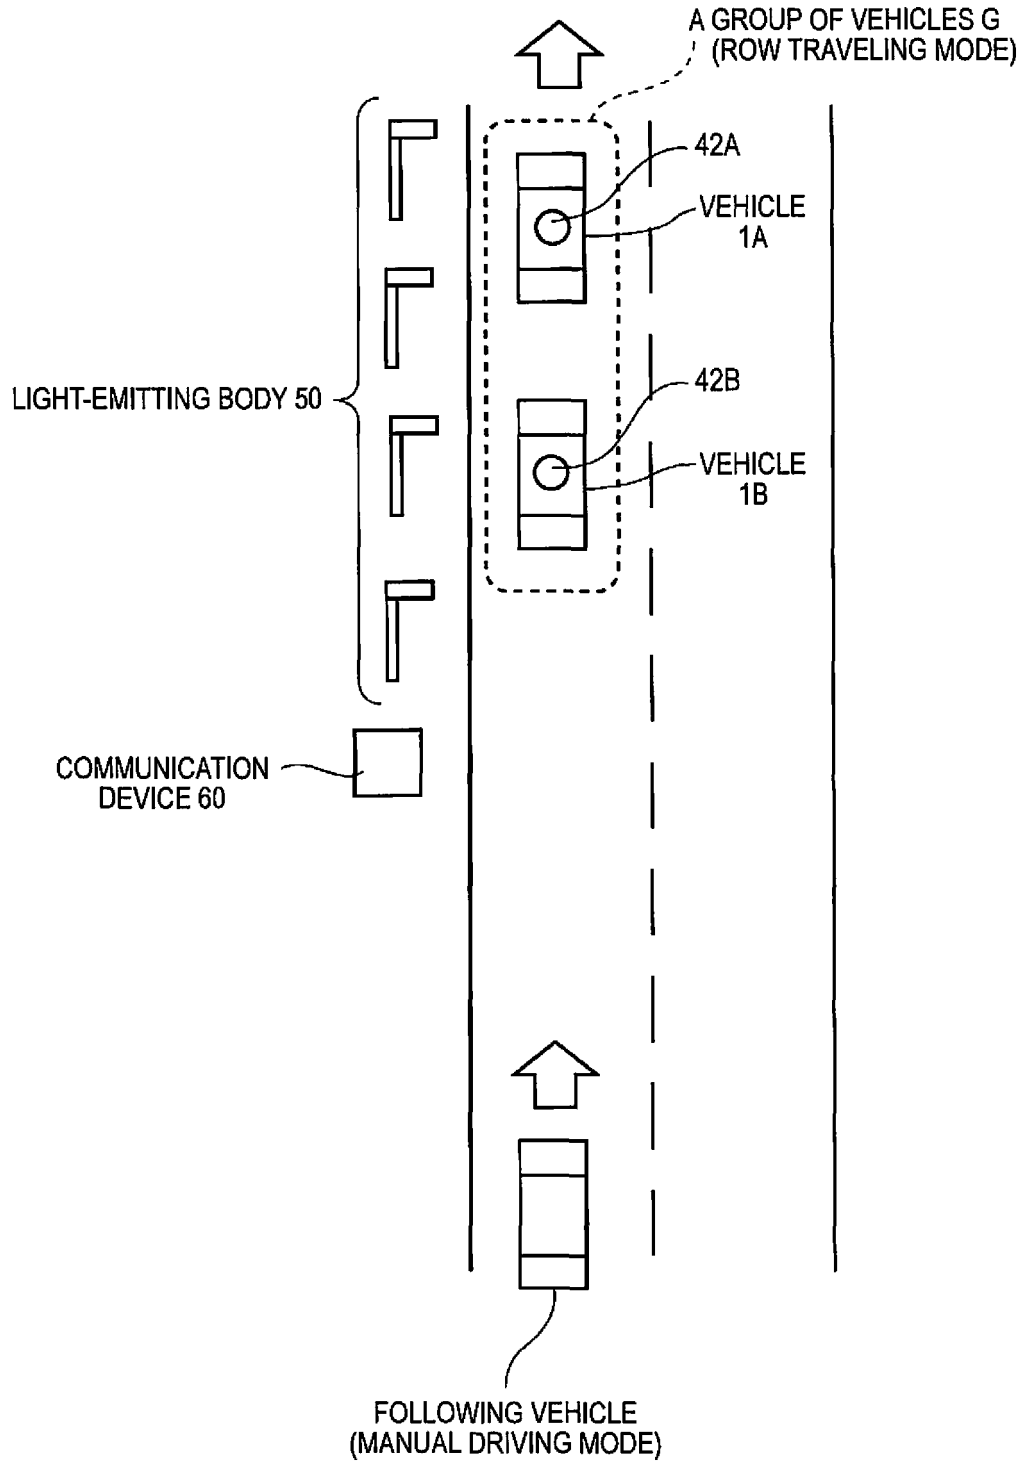 A GROUP OF VEHICLES G
(ROW TRAVELING MODE)
42A
VEHICLE
1A
LIGHT-EMITTING BODY 50
42B
VEHICLE
1B
COMMUNICATION
DEVICE 60
FOLLOWING VEHICLE
(MANUAL DRIVING MODE)